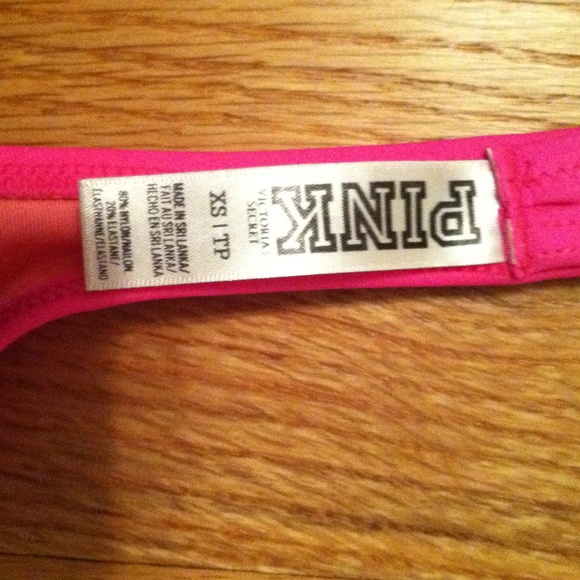 PINK
VICTORIA'S
SECRET
XS | TP
MADE IN SRI LANKA/
FAIT AU SRI LANKA/
HECHO EN SRI LANKA
80% NYLON/NAILON
20% ELASTANE/
ÉLASTHANNE/ELASTANO